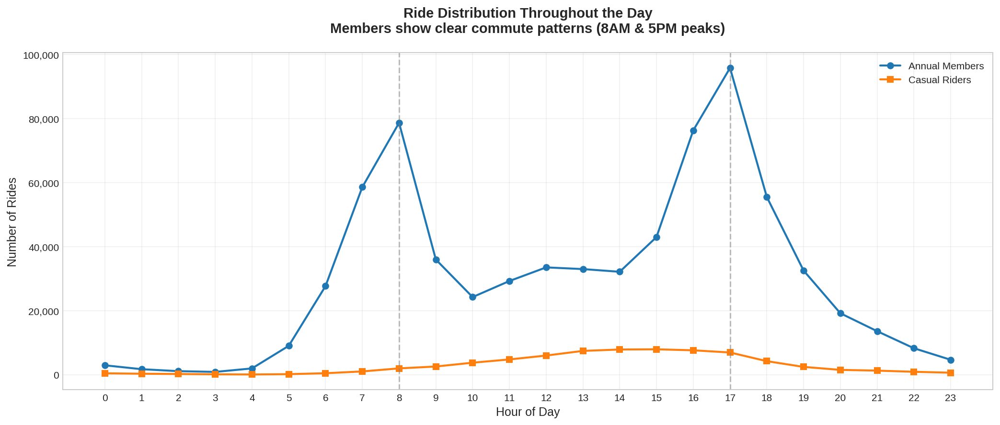 Ride Distribution Throughout the Day
Members show clear commute patterns (8AM & 5PM peaks)
Annual Members
Casual Riders
Number of Rides
100,000
80,000
60,000
40,000
20,000
0
0 1 2 3 4 5 6 7 8 9 10 11 12 13 14 15 16 17 18 19 20 21 22 23
Hour of Day